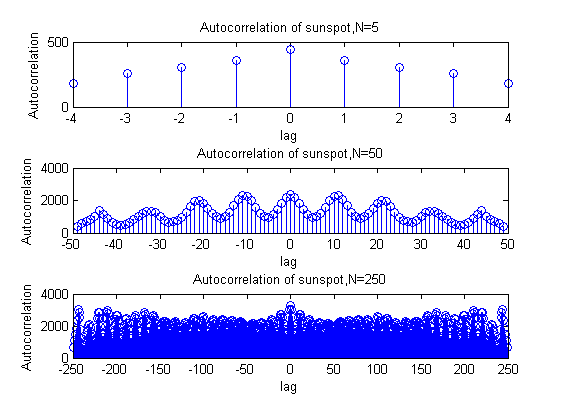 Autocorrelation of sunspot,N=5
Autocorrelation
500
0
-4 -3 -2 -1 0 1 2 3 4
lag
Autocorrelation of sunspot,N=50
Autocorrelation
4000
2000
0
-50 -40 -30 -20 -10 0 10 20 30 40 50
lag
Autocorrelation of sunspot,N=250
Autocorrelation
4000
2000
0
-250 -200 -150 -100 -50 0 50 100 150 200 250
lag